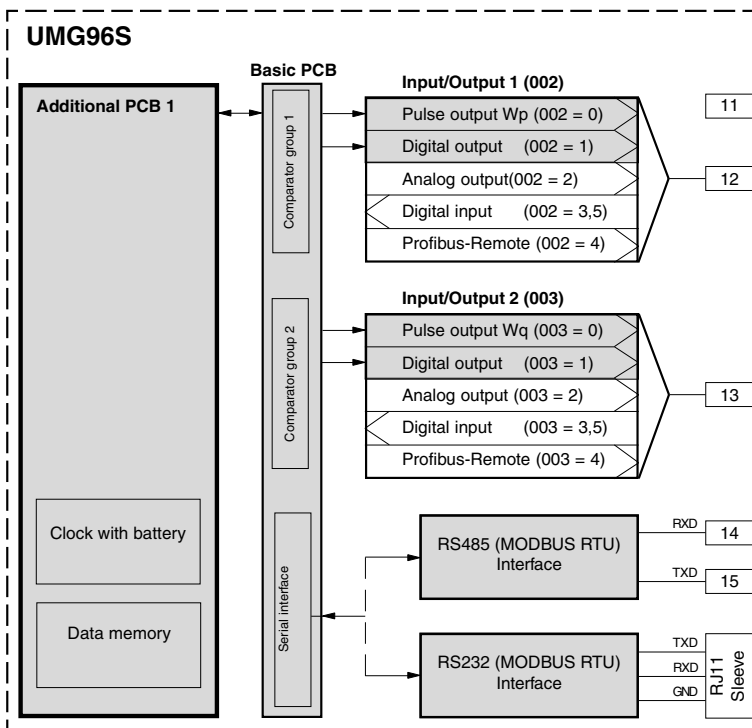 UMG96S
Basic PCB
Additional PCB 1
Clock with battery
Data memory
Comparator group 1
Comparator group 2
Serial interface
Input/Output 1 (002)
Pulse output Wp (002 = 0)
Digital output (002 = 1)
Analog output(002 = 2)
Digital input (002 = 3,5)
Profibus-Remote (002 = 4)
11
12
Input/Output 2 (003)
Pulse output Wq (003 = 0)
Digital output (003 = 1)
Analog output (003 = 2)
Digital input (003 = 3,5)
Profibus-Remote (003 = 4)
13
RS485 (MODBUS RTU)
Interface
RXD
14
TXD
15
RS232 (MODBUS RTU)
Interface
TXD
RXD
GND
RJ11
Sleeve